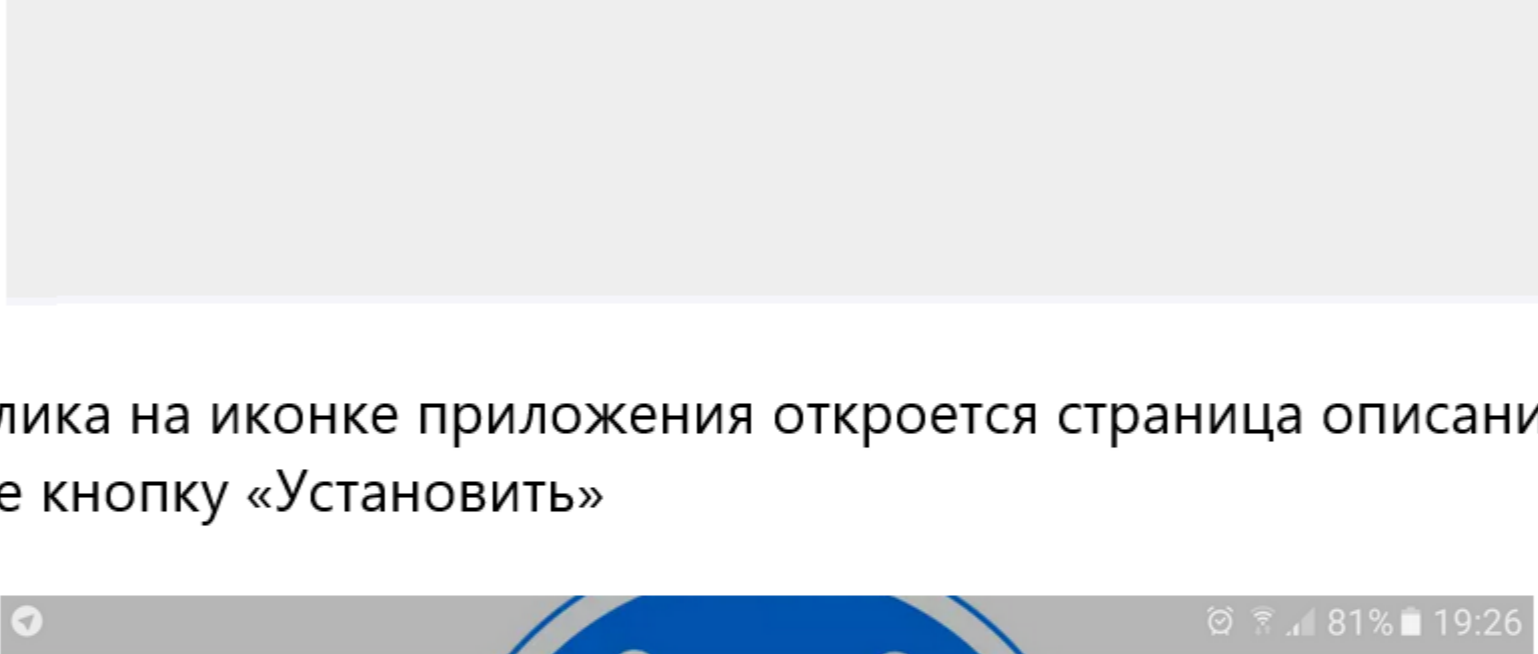 лика на иконке приложения откроется страница описани
е кнопку «Установить»
81% 19:26